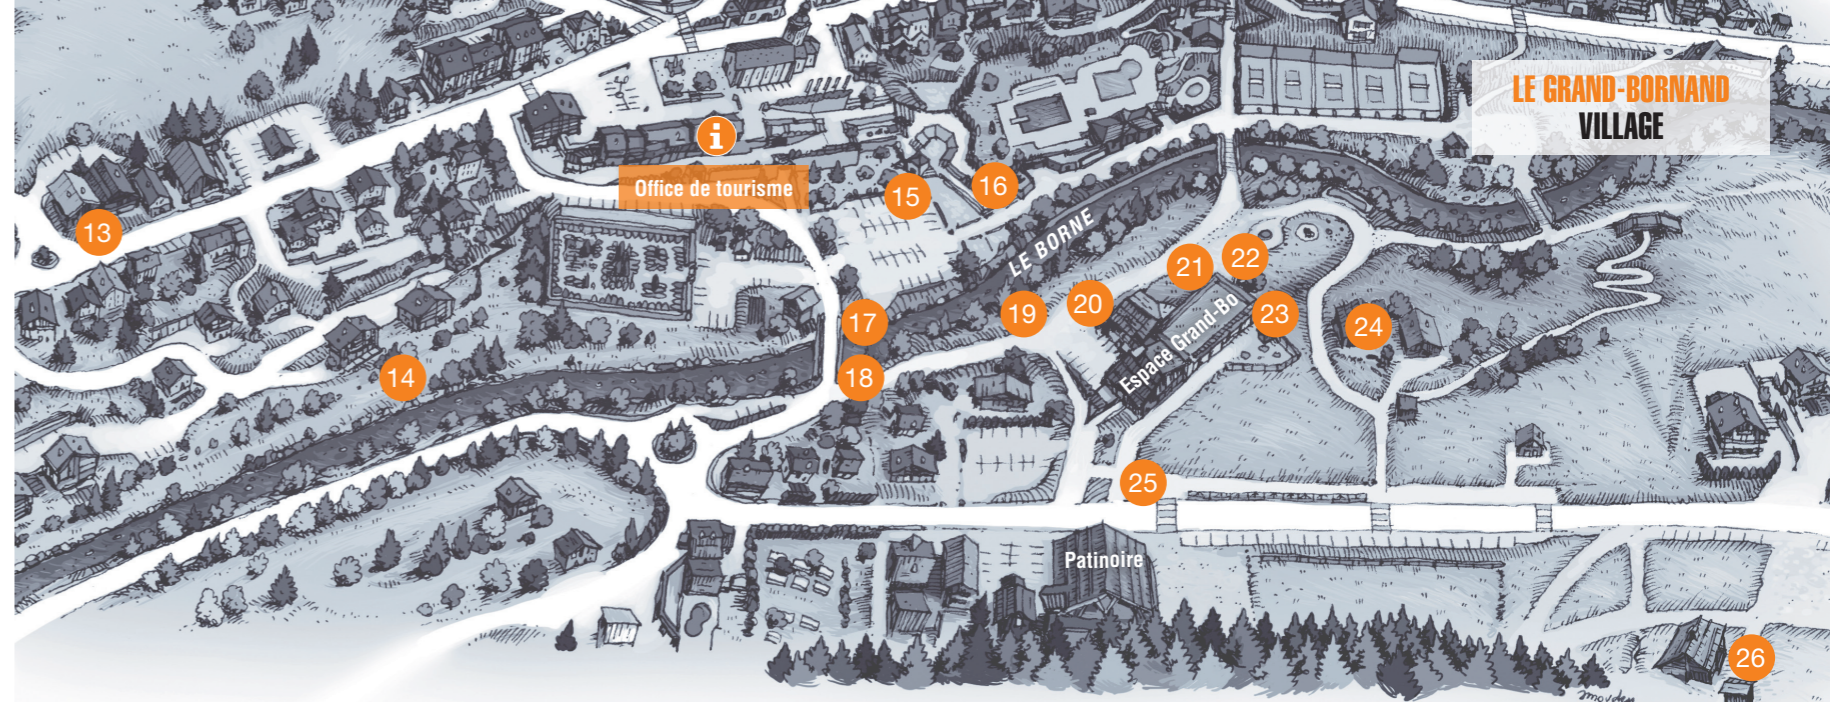 LE GRAND-BORNAND
VILLAGE
i
Office de tourisme
15
16
13
LE BORNE
21
22
17
19
20
Espace Grand-Bo
23
24
14
18
25
Patinoire
26